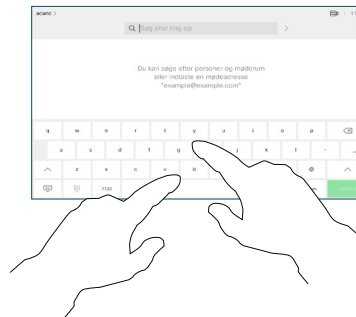 acano >
Søg eller ring op
Du kan søge efter personer og møderum
eller indtaste en mødeadresse
"example@example.com"
q w e r t y u i o p
a s d f g j k l - _
z x c v b @
.?123